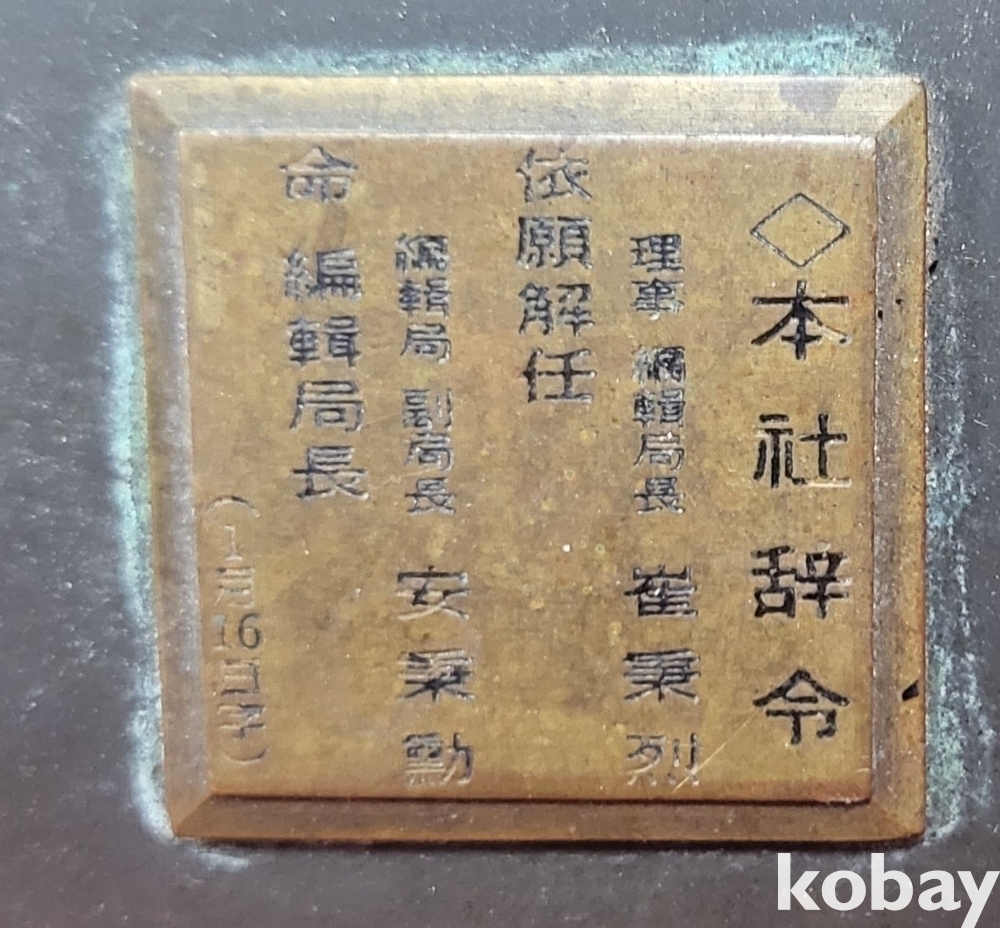 ◇本社辞令
理事 編輯局長 崔秉烈
依願解任
編輯局 副局長 安秉勳
命 編輯局長
(1月16日字)
kobay